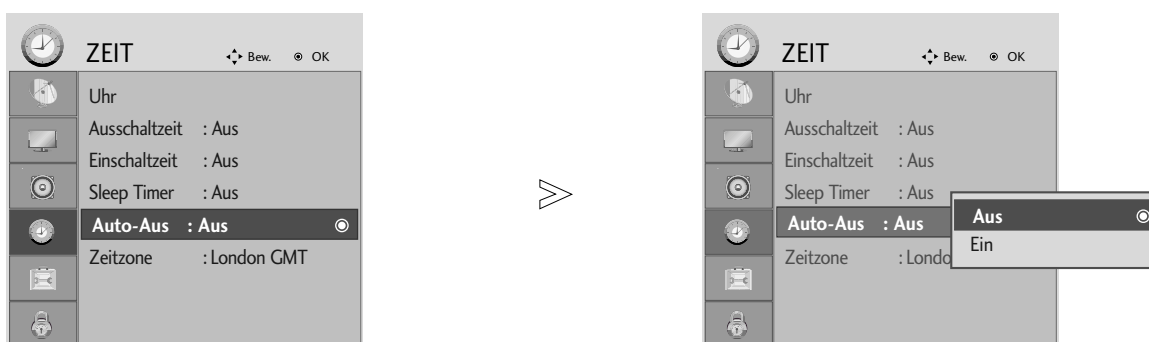 ZEIT Bew. OK
Uhr
Ausschaltzeit : Aus
Einschaltzeit : Aus
Sleep Timer : Aus
Auto-Aus : Aus
Zeitzone : London GMT
ZEIT Bew. OK
Uhr
Ausschaltzeit : Aus
Einschaltzeit : Aus
Sleep Timer : Aus
Auto-Aus : Aus
Zeitzone : Londo
Aus
Ein